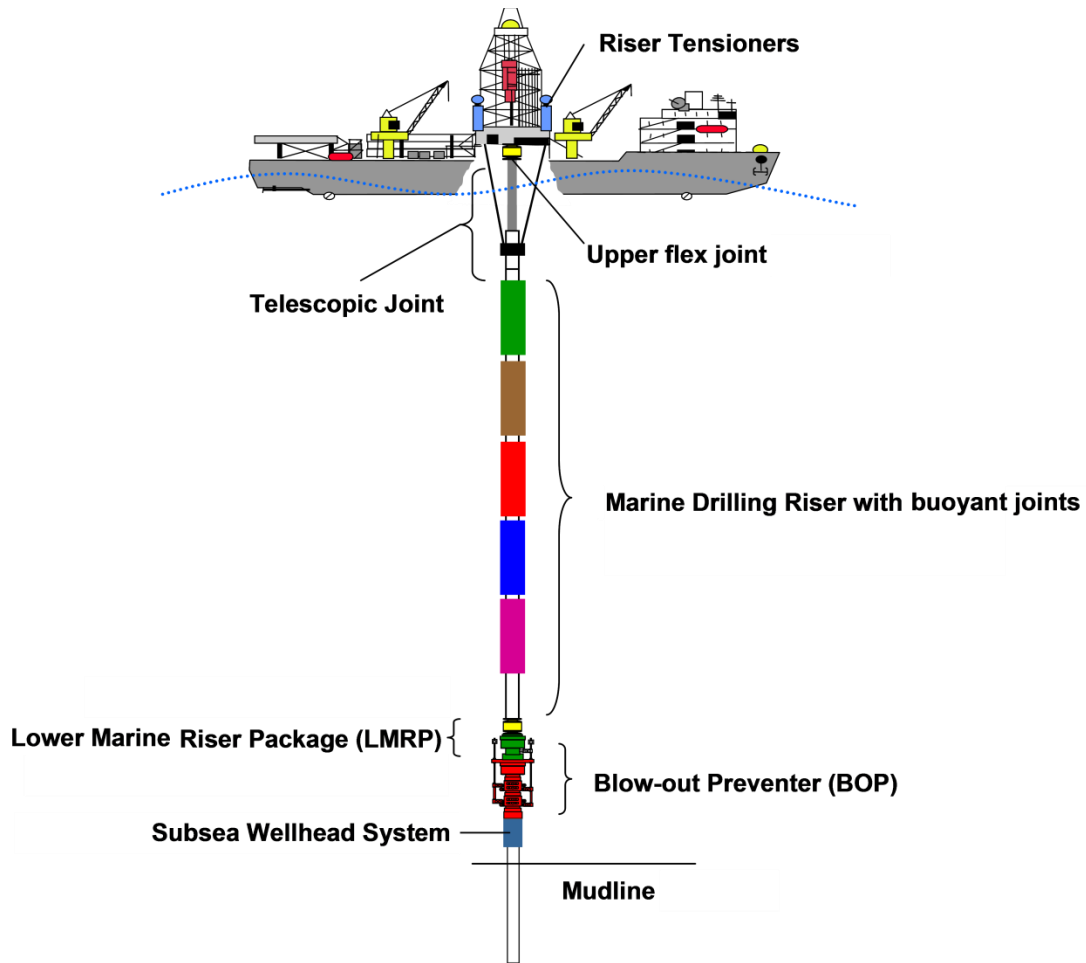 Riser Tensioners
Upper flex joint
Telescopic Joint
Marine Drilling Riser with buoyant joints
Lower Marine Riser Package (LMRP)
Blow-out Preventer (BOP)
Subsea Wellhead System
Mudline